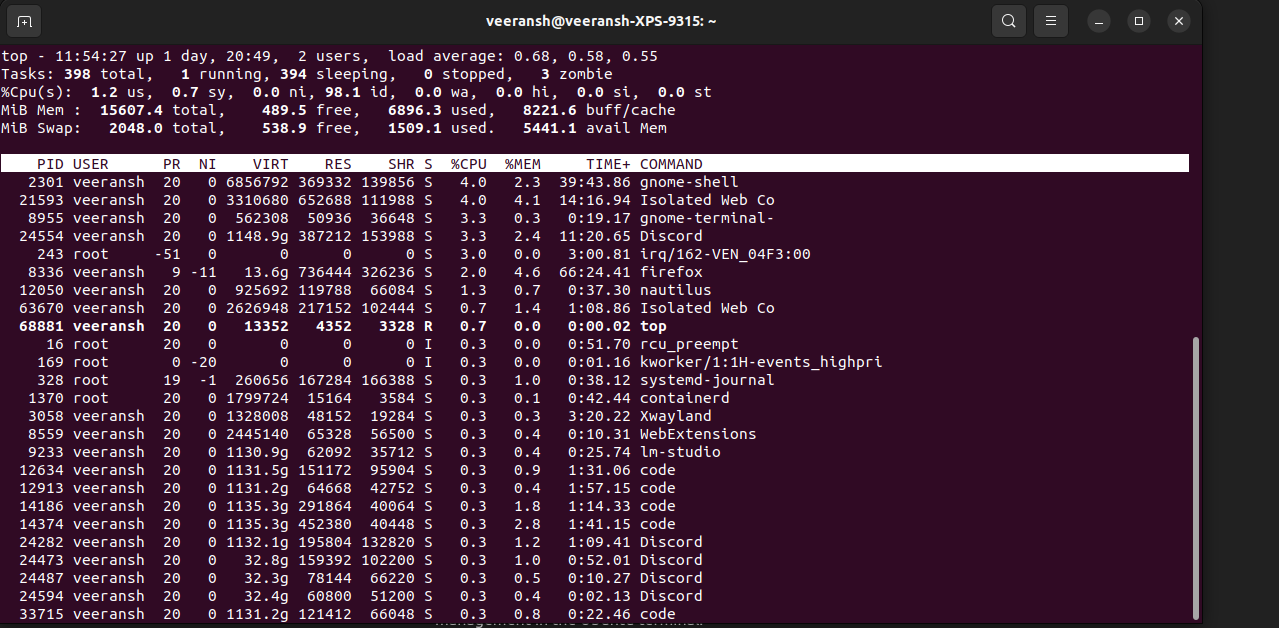 veeransh@veeransh-XPS-9315: ~
top - 11:54:27 up 1 day, 20:49,  2 users,  load average: 0.68, 0.58, 0.55
Tasks: 398 total,   1 running, 394 sleeping,   0 stopped,   3 zombie
%Cpu(s):  1.2 us,  0.7 sy,  0.0 ni, 98.1 id,  0.0 wa,  0.0 hi,  0.0 si,  0.0 st
MiB Mem :  15607.4 total,    489.5 free,   6896.3 used,   8221.6 buff/cache
MiB Swap:   2048.0 total,    538.9 free,   1509.1 used.   5441.1 avail Mem
    PID USER      PR  NI    VIRT    RES    SHR S  %CPU  %MEM     TIME+ COMMAND
   2301 veeransh  20   0 6856792 369332 139856 S   4.0   2.3  39:43.86 gnome-shell
  21593 veeransh  20   0 3310680 652688 111988 S   4.0   4.1  14:16.94 Isolated Web Co
   8955 veeransh  20   0  562308  50936  36648 S   3.3   0.3   0:19.17 gnome-terminal-
  24554 veeransh  20   0 1148.9g 387212 153988 S   3.3   2.4  11:20.65 Discord
    243 root     -51   0       0      0      0 S   3.0   0.0   3:00.81 irq/162-VEN_04F3:00
   8336 veeransh   9 -11   13.6g 736444 326236 S   2.0   4.6  66:24.41 firefox
  12050 veeransh  20   0  925692 119788  66084 S   1.3   0.7   0:37.30 nautilus
  63670 veeransh  20   0 2626948 217152 102444 S   0.7   1.4   1:08.86 Isolated Web Co
  68881 veeransh  20   0   13352   4352   3328 R   0.7   0.0   0:00.02 top
     16 root      20   0       0      0      0 I   0.3   0.0   0:51.70 rcu_preempt
    169 root       0 -20       0      0      0 I   0.3   0.0   0:01.16 kworker/1:1H-events_highpri
    328 root      19  -1  260656 167284 166388 S   0.3   1.0   0:38.12 systemd-journal
   1370 root      20   0 1799724  15164   3584 S   0.3   0.1   0:42.44 containerd
   3058 veeransh  20   0 1328008  48152  19284 S   0.3   0.3   3:20.22 Xwayland
   8559 veeransh  20   0 2445140  65328  56500 S   0.3   0.4   0:10.31 WebExtensions
   9233 veeransh  20   0 1130.9g  62092  35712 S   0.3   0.4   0:25.74 lm-studio
  12634 veeransh  20   0 1131.5g 151172  95904 S   0.3   0.9   1:31.06 code
  12913 veeransh  20   0 1131.2g  64668  42752 S   0.3   0.4   1:57.15 code
  14186 veeransh  20   0 1135.3g 291864  40064 S   0.3   1.8   1:14.33 code
  14374 veeransh  20   0 1135.3g 452380  40448 S   0.3   2.8   1:41.15 code
  24282 veeransh  20   0 1132.1g 195804 132820 S   0.3   1.2   1:09.41 Discord
  24473 veeransh  20   0   32.8g 159392 102200 S   0.3   1.0   0:52.01 Discord
  24487 veeransh  20   0   32.3g  78144  66220 S   0.3   0.5   0:10.27 Discord
  24594 veeransh  20   0   32.4g  60800  51200 S   0.3   0.4   0:02.13 Discord
  33715 veeransh  20   0 1131.2g 121412  66048 S   0.3   0.8   0:22.46 code